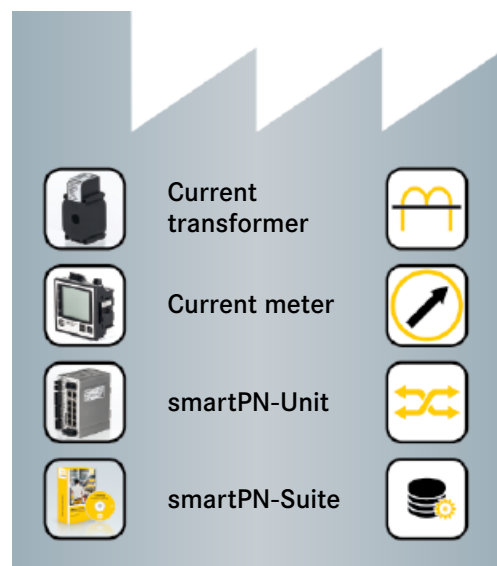 Current
transformer
Current meter
smartPN-Unit
smartPN-Suite